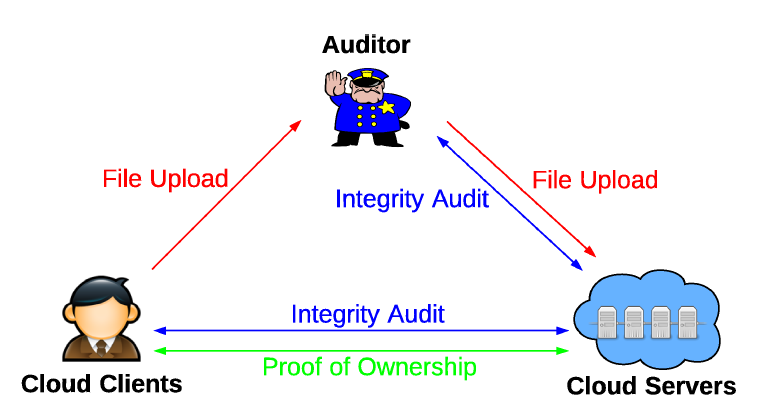 Auditor
File Upload
File Upload
Integrity Audit
Integrity Audit
Proof of Ownership
Cloud Clients
Cloud Servers